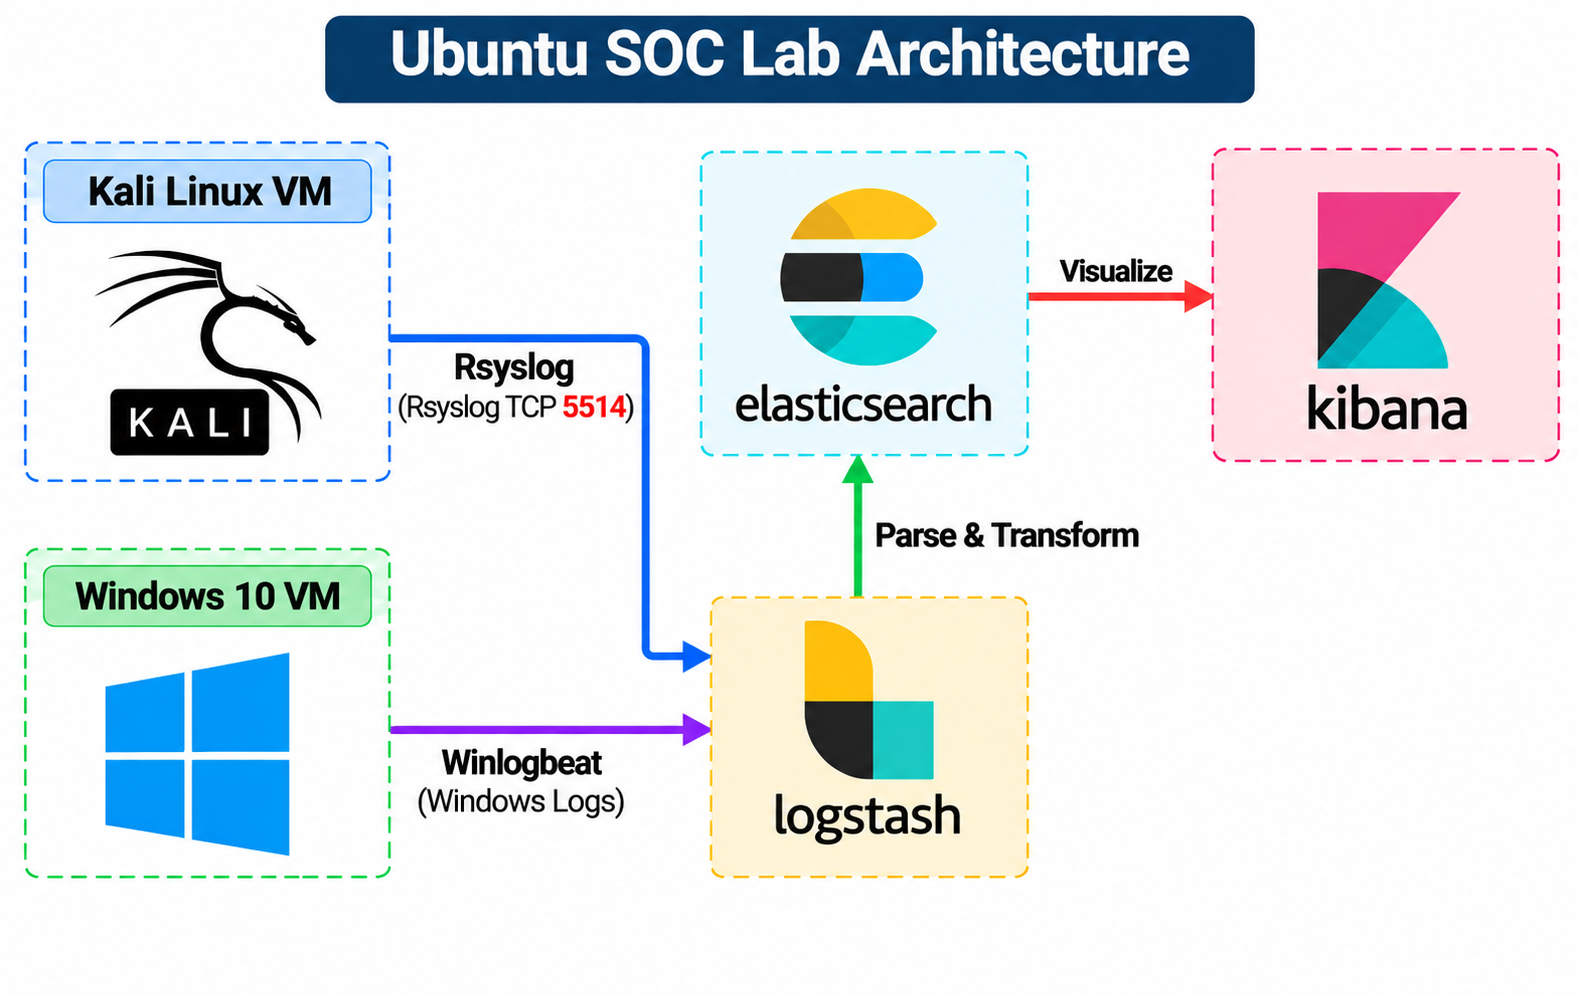 Ubuntu SOC Lab Architecture
Kali Linux VM
KALI
Rsyslog
(Rsyslog TCP 5514)
elasticsearch
Visualize
kibana
Parse & Transform
Windows 10 VM
Winlogbeat
(Windows Logs)
logstash